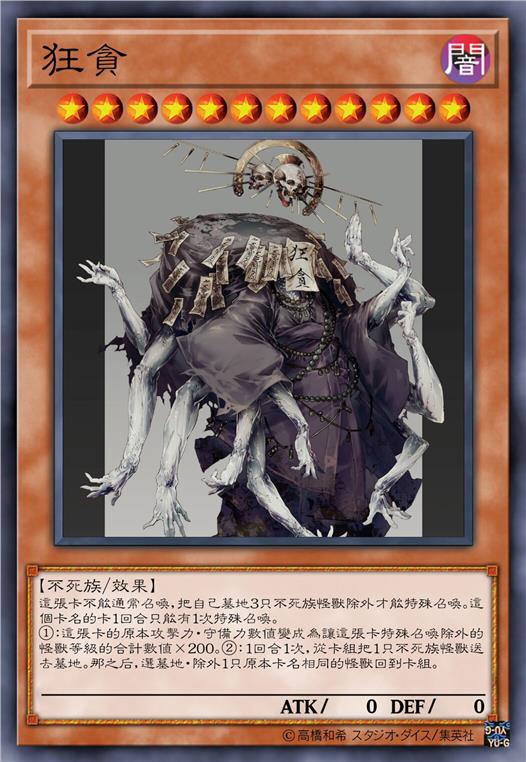 狂貪
闇
狂貪
【不死族/效果】
這張卡不能通常召喚，把自己墓地3只不死族怪獸除外才能特殊召喚。這
個卡名的卡1回合只能有1次特殊召喚。
①：這張卡的原本攻擊力·守備力數值變成為讓這張卡特殊召喚除外的
怪獸等級的合計數值×200。②：1回合1次，從卡組把1只不死族怪獸送
去墓地。那之后，選墓地·除外1只原本卡名相同的怪獸回到卡組。
ATK/ 0 DEF/ 0
©高橋和希 スタジオ・ダイス/集英社
YU-G